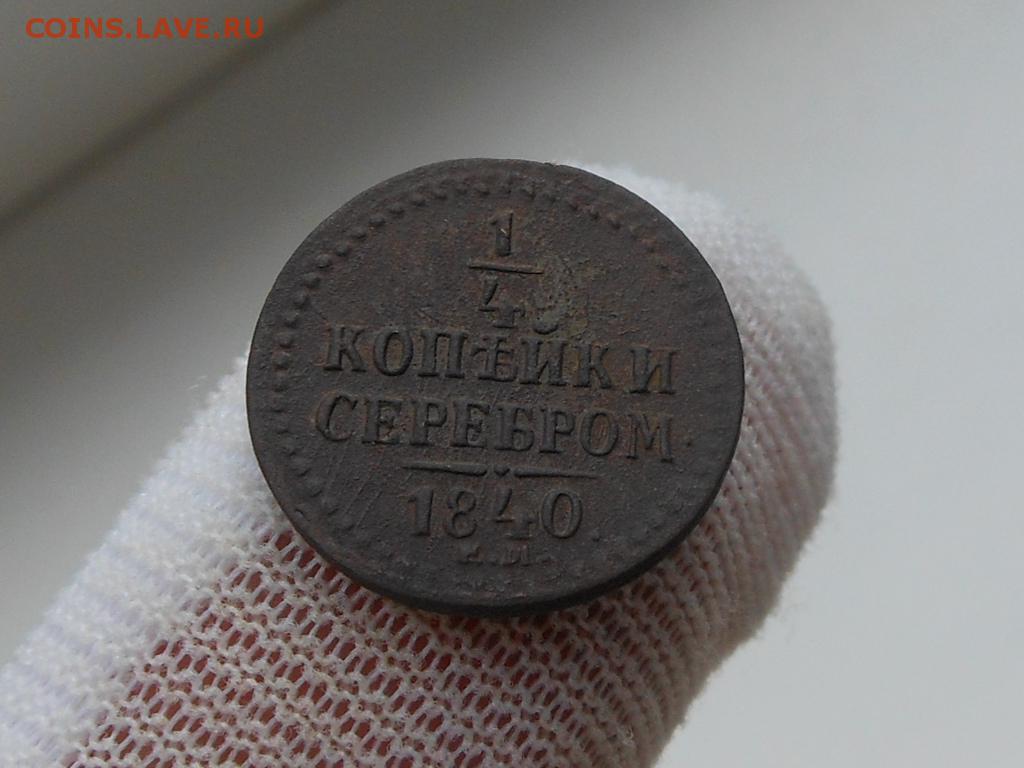 COINS.LAVE.RU
1
4
КОПѢЙКИ
СЕРЕБРОМ.
1840.